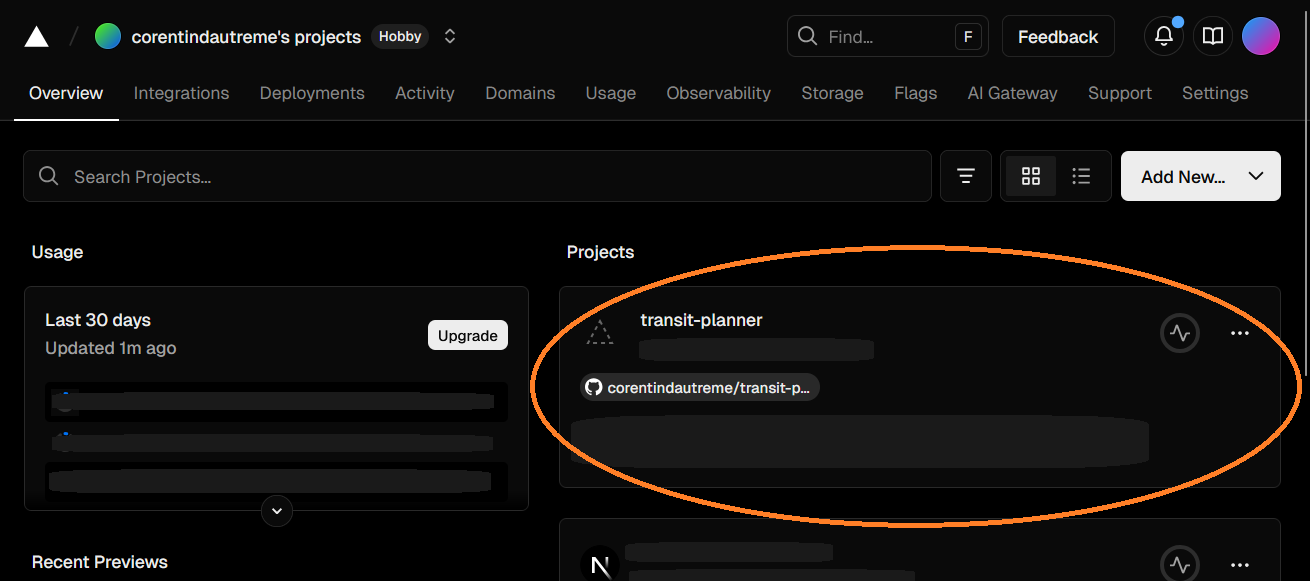 corentindautreme's projects Hobby Find... F Feedback
Overview Integrations Deployments Activity Domains Usage Observability Storage Flags AI Gateway Support Settings
Search Projects... Add New...
Usage
Last 30 days
Updated 1m ago
Upgrade
Recent Previews
Projects
transit-planner
corentindautreme/transit-p...
N